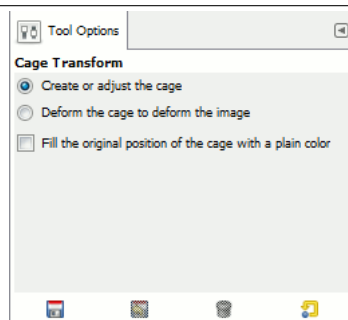 Tool Options
Cage Transform
Create or adjust the cage
Deform the cage to deform the image
Fill the original position of the cage with a plain color